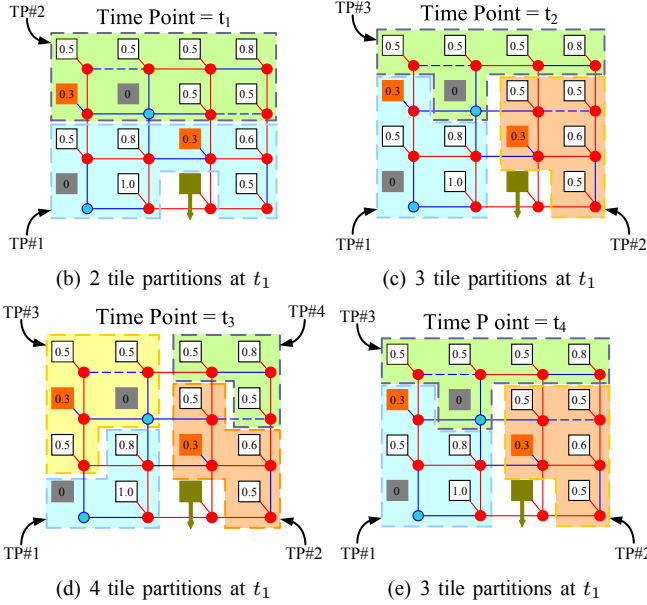 TP#2
Time Point = t1
0.5 0.5 0.5 0.8
0.3 0
0.5 0.8 0.3 0.6
0 1.0 0.5
TP#1
(b) 2 tile partitions at t1
TP#3
Time Point = t2
0.5 0.5 0.5 0.8
0.3 0 0.5 0.5
0.5 0.8 0.3 0.6
0 1.0 0.5
TP#1
TP#2
(c) 3 tile partitions at t1
TP#3
Time Point = t3
TP#4
0.5 0.5 0.5 0.8
0.3 0 0.5 0.5
0.5 0.8 0.3 0.6
0 1.0 0.5
TP#1
TP#2
(d) 4 tile partitions at t1
TP#3
Time P oint = t4
0.5 0.5 0.5 0.8
0.3 0 0.5 0.5
0.5 0.8 0.3 0.6
0 1.0 0.5
TP#1
TP#2
(e) 3 tile partitions at t1